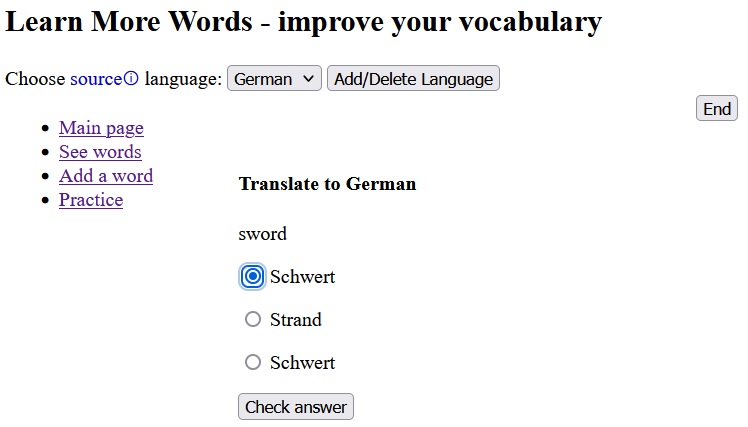 Learn More Words - improve your vocabulary
Choose sourceⓘ language: German Add/Delete Language
End
Main page
See words
Add a word
Practice
Translate to German
sword
Schwert
Strand
Schwert
Check answer